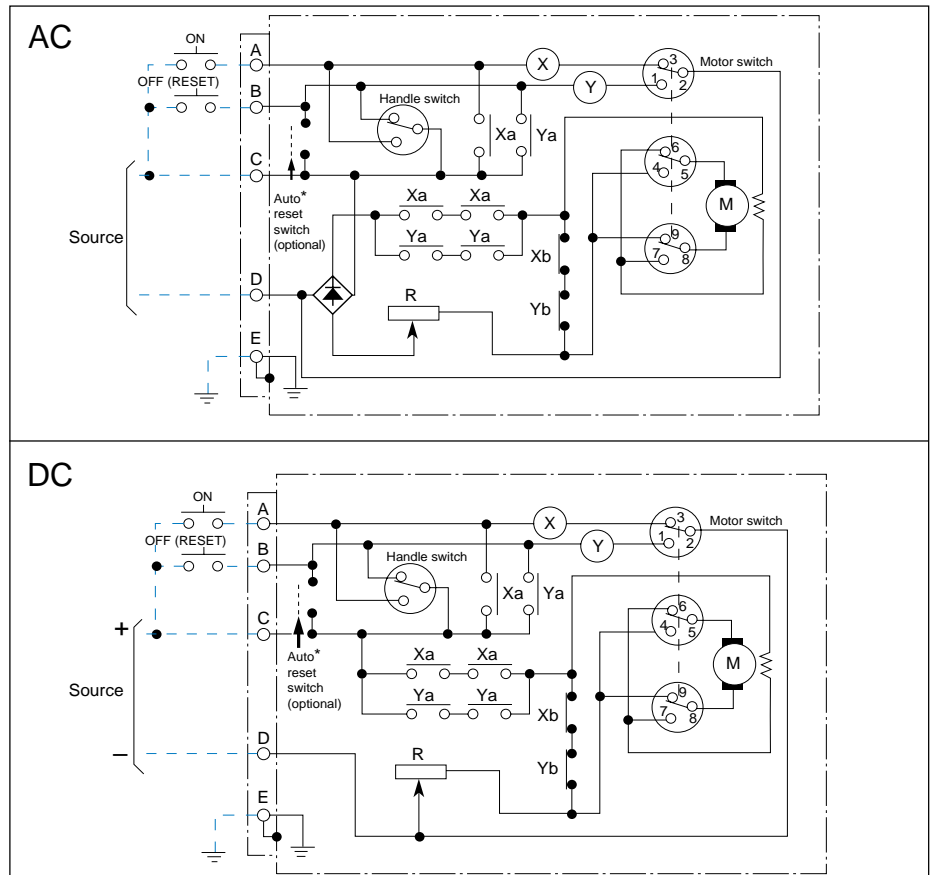 AC
ON
OFF (RESET)
A
B
C
D
E
Source
Auto*
reset
switch
(optional)
Handle switch
X
Y
Xa
Ya
Xa
Xa
Ya
Ya
Xb
Yb
R
Motor switch
3
1
2
6
4
5
9
7
8
M
DC
ON
OFF (RESET)
A
B
C
D
E
+
Source
–
Auto*
reset
switch
(optional)
Handle switch
X
Y
Xa
Ya
Xa
Xa
Ya
Ya
Xb
Yb
R
Motor switch
3
1
2
6
4
5
9
7
8
M